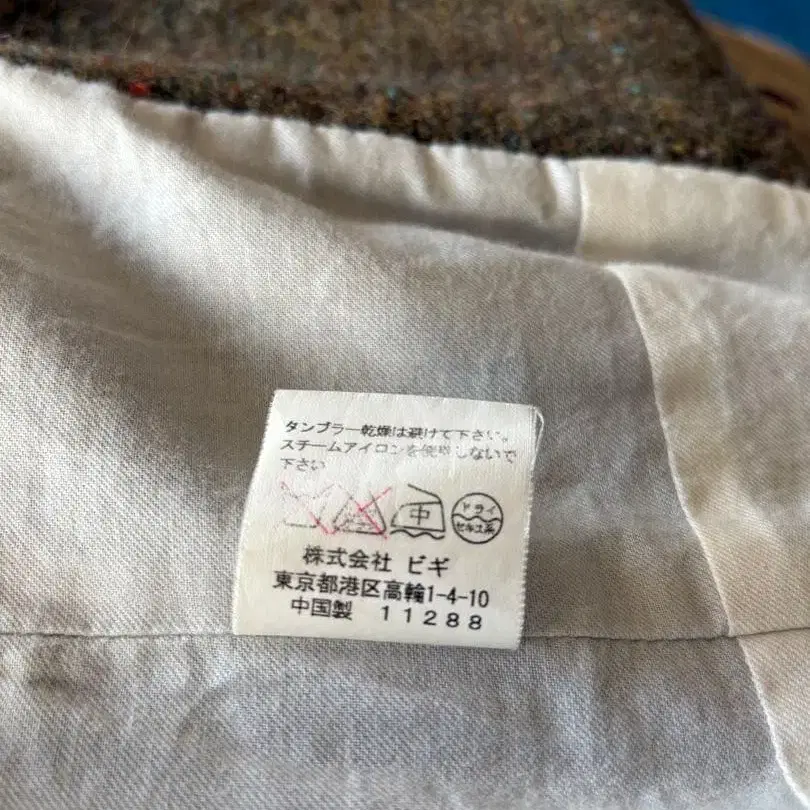 タンブラー乾燥は避けて下さい。
スチームアイロンを使用しないで
下さい
中
ドライ
セキユ系
株式会社 ビギ
東京都港区高輪1-4-10
中国製 11288